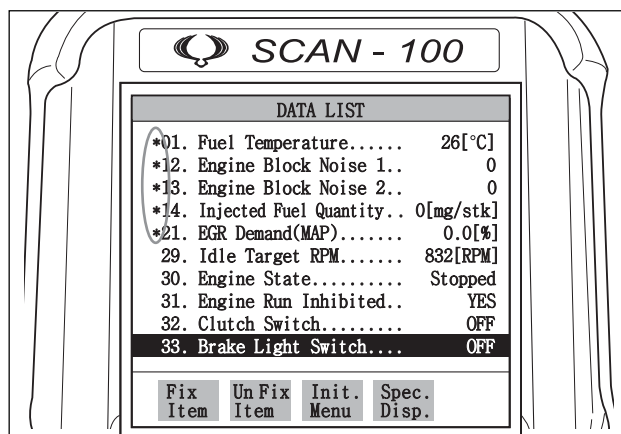 SCAN - 100
DATA LIST
*01. Fuel Temperature...... 26[°C]
*12. Engine Block Noise 1.. 0
*13. Engine Block Noise 2.. 0
*14. Injected Fuel Quantity.. 0[mg/stk]
*21. EGR Demand(MAP)....... 0.0[%]
29. Idle Target RPM....... 832[RPM]
30. Engine State.......... Stopped
31. Engine Run Inhibited.. YES
32. Clutch Switch......... OFF
33. Brake Light Switch.... OFF
Fix Item
Un Fix Item
Init. Menu
Spec. Disp.